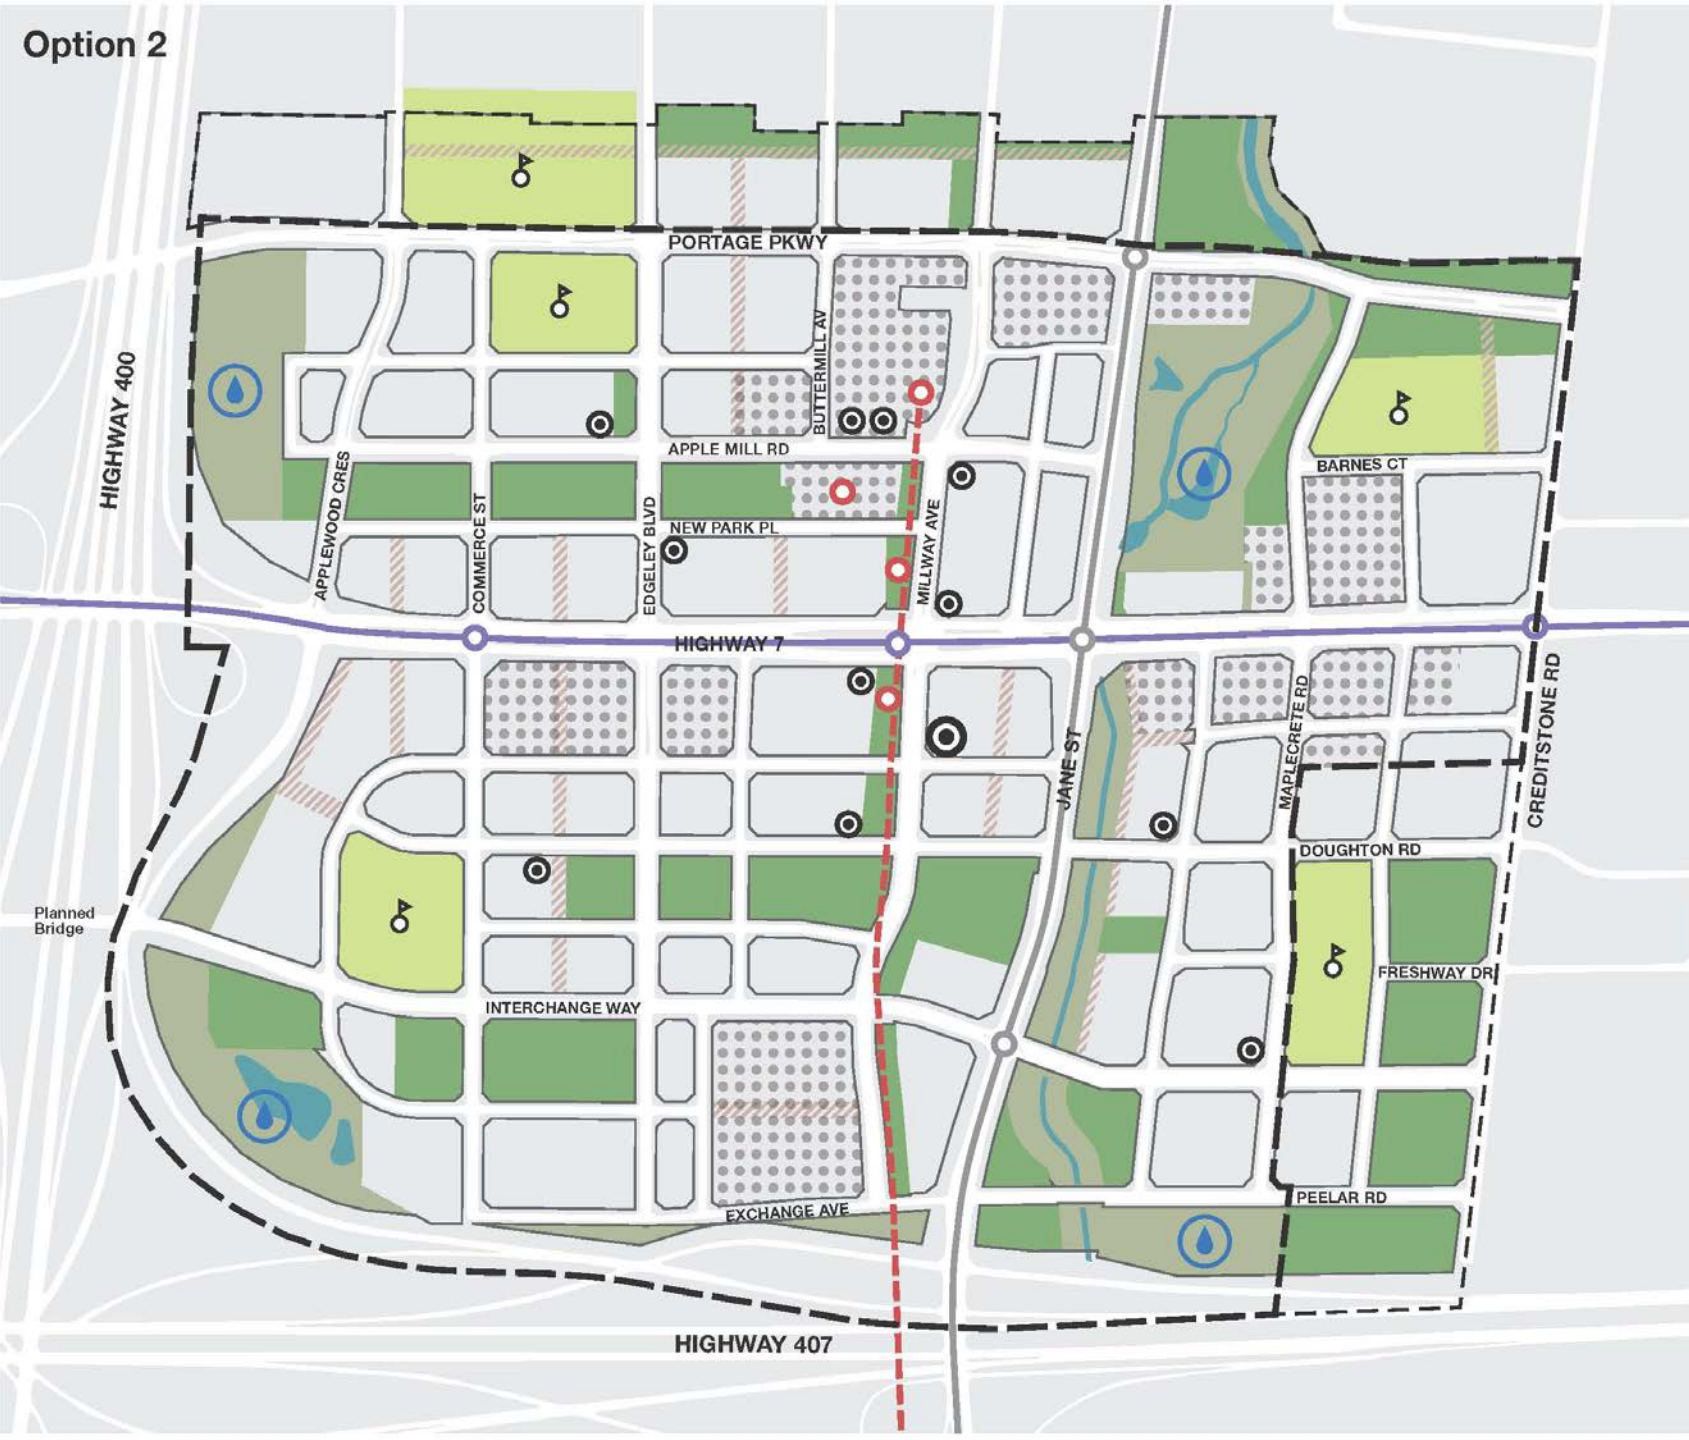 Option 2
PORTAGE PKWY
HIGHWAY 400
BUTTERMILL AV
APPLE MILL RD
BARNES CT
APPLEWOOD CRES
COMMERCE ST
EDGELEY BLVD
NEW PARK PL
MILLWAY AVE
HIGHWAY 7
JANE ST
MAPLECRETE RD
CREDITSTONE RD
DOUGHTON RD
Planned
Bridge
FRESHWAY DR
INTERCHANGE WAY
PEELAR RD
EXCHANGE AVE
HIGHWAY 407